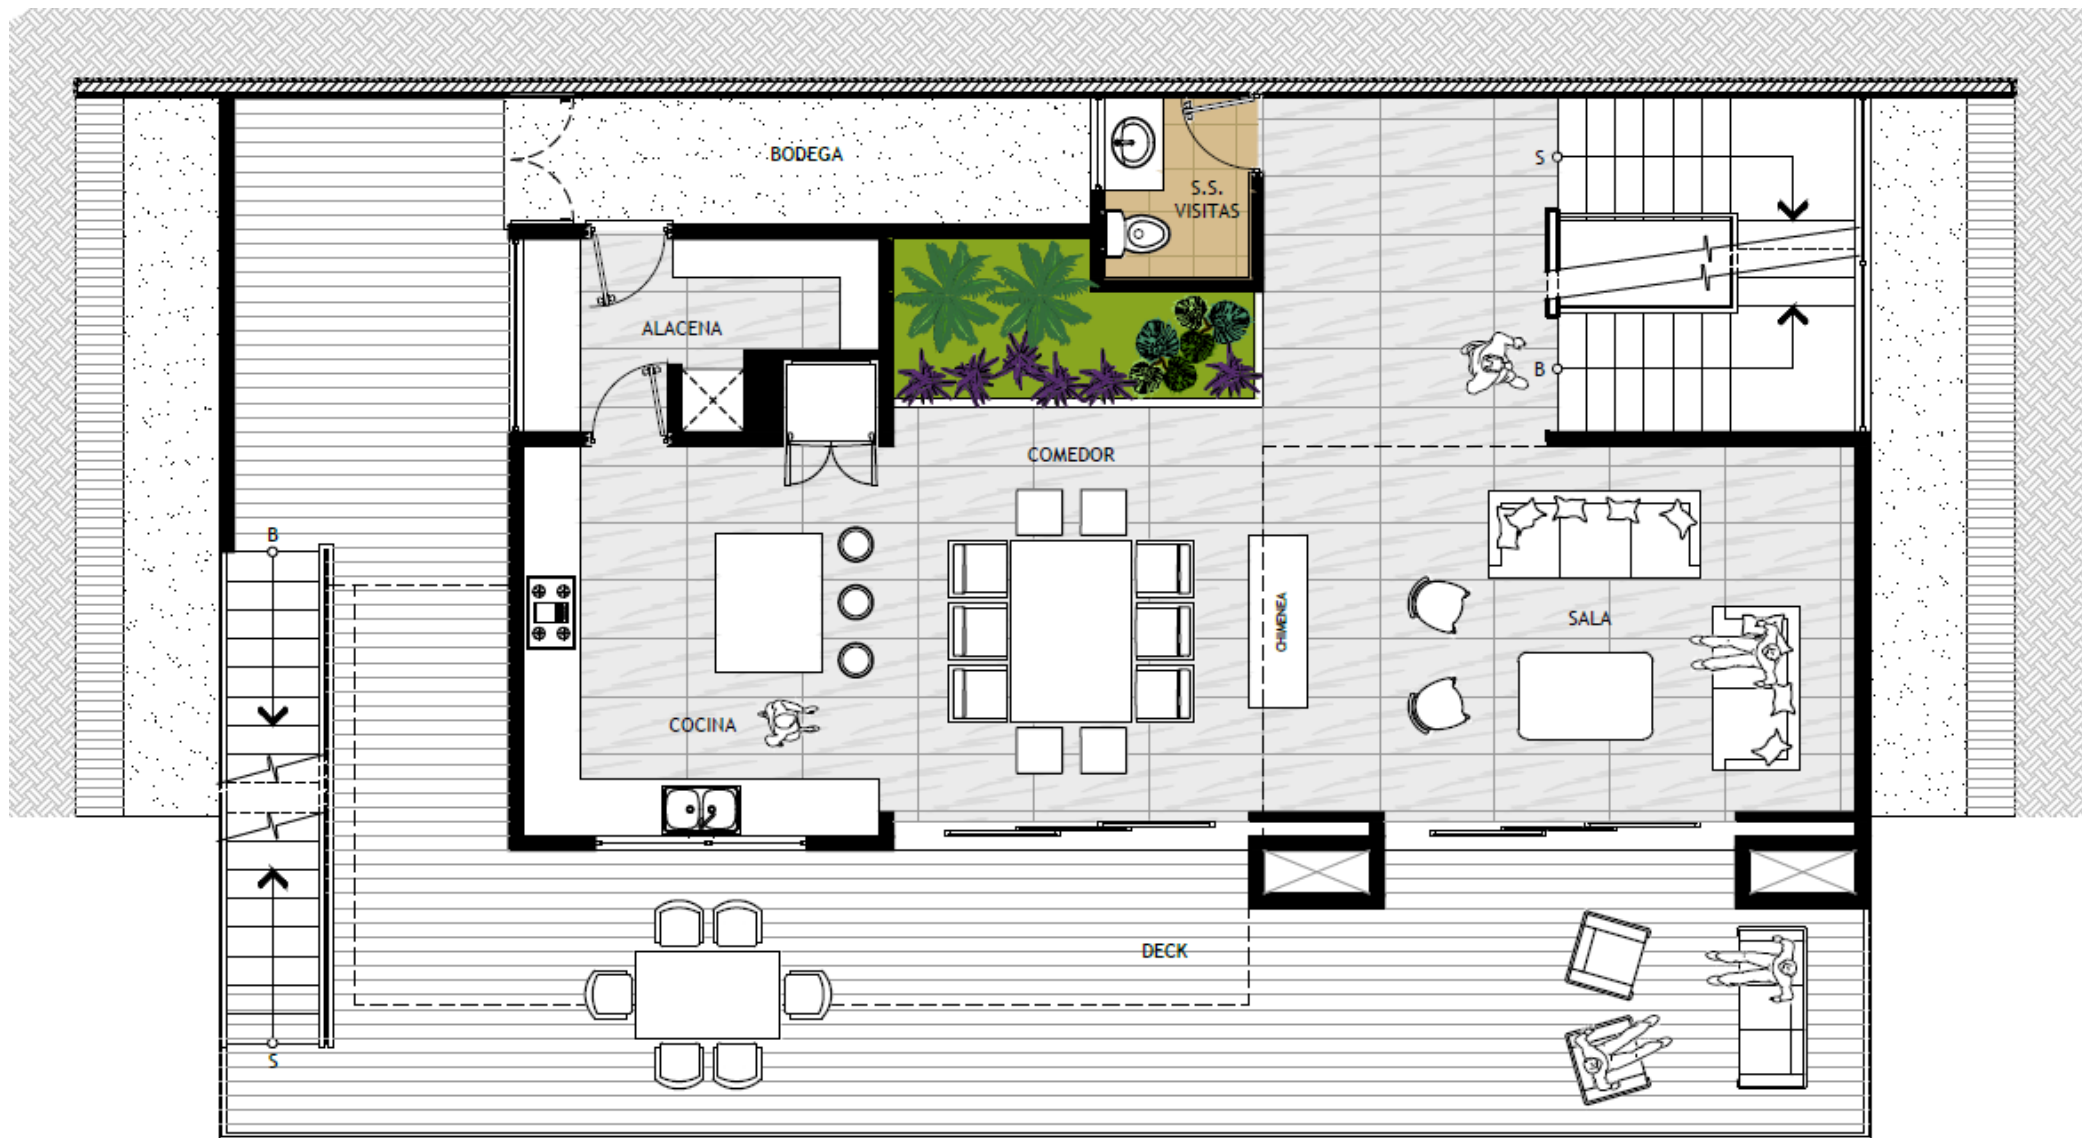 BODEGA
S
S.S.
VISITAS
ALACENA
B
COMEDOR
B
CHIMENEA
SALA
COCINA
DECK
S